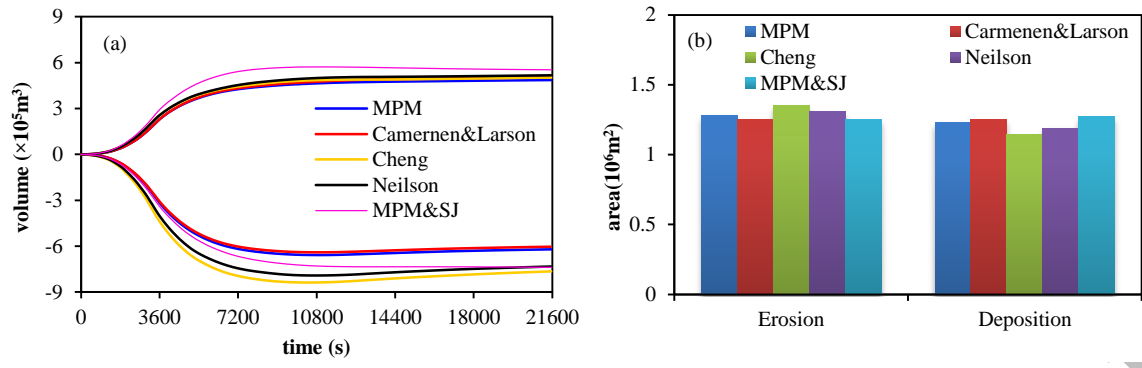 (a)
volume (×10⁵m³)
9
6
3
0
-3
-6
-9
MPM
Camernen&Larson
Cheng
Neilson
MPM&SJ
0 3600 7200 10800 14400 18000 21600
time (s)
(b)
area(10⁶m²)
2
1.5
1
0.5
0
MPM Carmenen&Larson
Cheng Neilson
MPM&SJ
Erosion Deposition